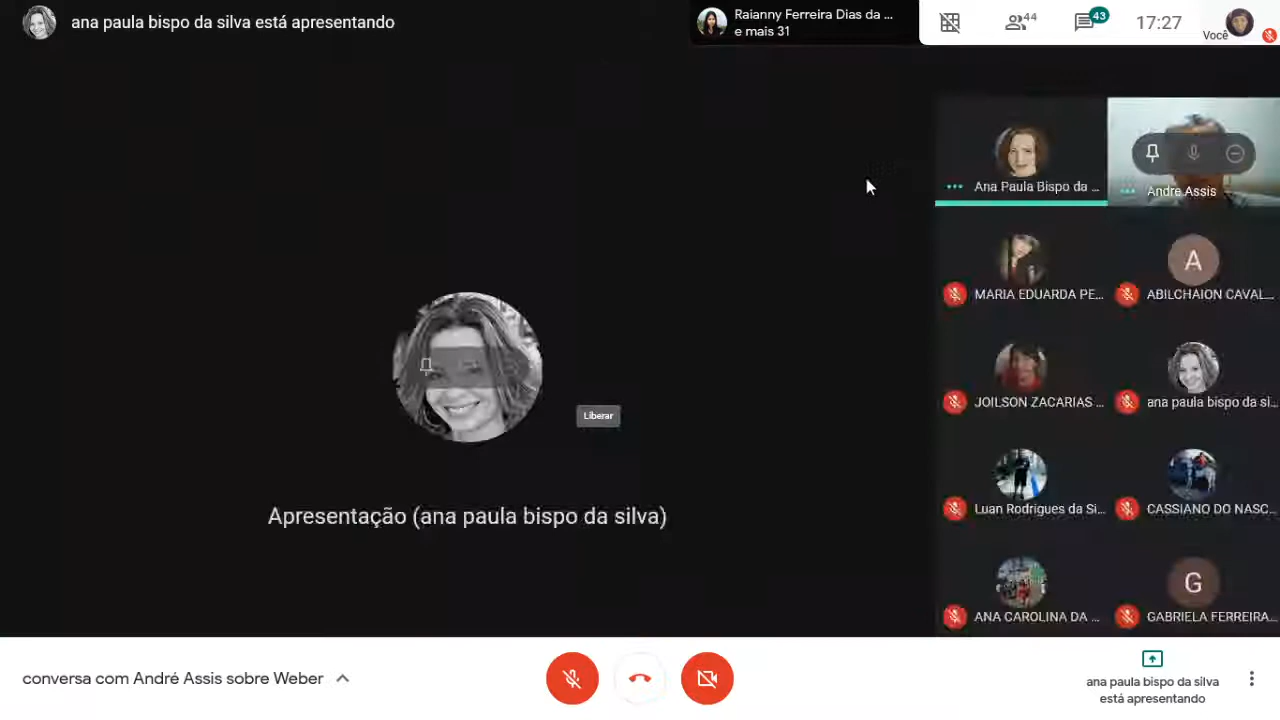 ana paula bispo da silva está apresentando
Raianny Ferreira Dias da ...
e mais 31
44
43
17:27
Você
Ana Paula Bispo da ...
Andre Assis
MARIA EDUARDA PE...
A
ABILCHAION CAVAL...
JOILSON ZACARIAS ...
ana paula bispo da si...
Luan Rodrigues da Si...
CASSIANO DO NASC...
ANA CAROLINA DA ...
G
GABRIELA FERREIRA...
Liberar
Apresentação (ana paula bispo da silva)
conversa com André Assis sobre Weber
ana paula bispo da silva
está apresentando